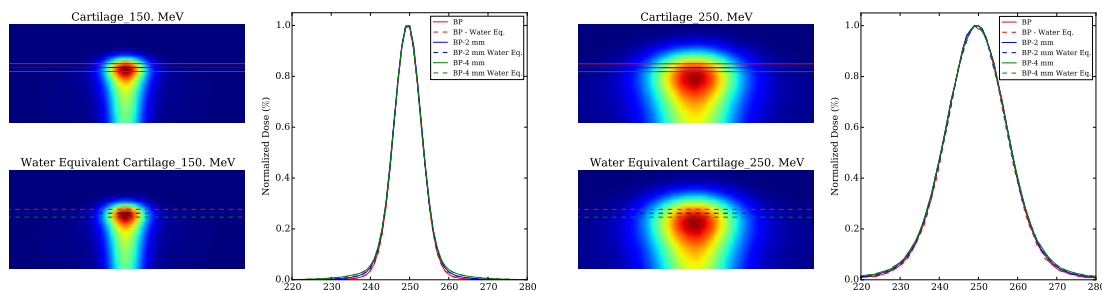 Cartilage_150. MeV
Water Equivalent Cartilage_150. MeV
Normalized Dose (%)
1.0
0.8
0.6
0.4
0.2
0.0
220 230 240 250 260 270 280
BP
BP - Water Eq.
BP-2 mm
BP-2 mm Water Eq.
BP-4 mm
BP-4 mm Water Eq.
Cartilage_250. MeV
Water Equivalent Cartilage_250. MeV
Normalized Dose (%)
1.0
0.8
0.6
0.4
0.2
0.0
220 230 240 250 260 270 280
BP
BP - Water Eq.
BP-2 mm
BP-2 mm Water Eq.
BP-4 mm
BP-4 mm Water Eq.